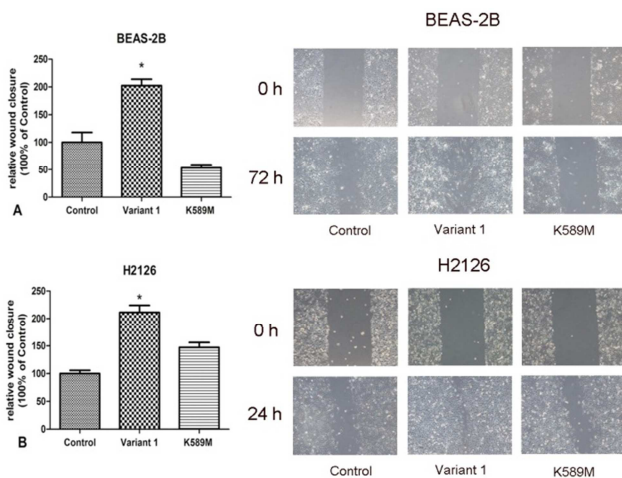 BEAS-2B
BEAS-2B
*
250
200
150
100
50
0
relative wound closure
(100% of Control)
Control Variant 1 K589M
A
0 h
72 h
Control Variant 1 K589M
H2126
H2126
*
250
200
150
100
50
0
relative wound closure
(100% of Control)
Control Variant 1 K589M
B
0 h
24 h
Control Variant 1 K589M